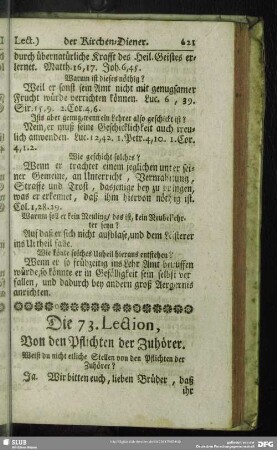 Lect.) der Kirchen-Diener. 621
durch übernatürliche Krafft des Heil. Geistes er-
lernet. Matth. 16, 17. Joh. 6, 45.
Warum ist dieses nöthig?
Weil er sonst sein Amt nicht mit genugsamer
Frucht würde verrichten können. Luc. 6, 39.
Sir. 15. 9. 2. Cor. 4, 6.
Ists aber genug, wenn ein Lehrer also geschickt ist?
Nein, er muß seine Geschicklichkeit auch treu-
lich anwenden. Luc. 12, 42. 1. Petr. 4, 10. 1. Cor.
4, 1. 2.
Wie geschicht solches?
Wenn er trachtet einem jeglichen unter sei-
ner Gemeine, an Unterricht, Vermahnung,
Straffe und Trost, dasjenige bey zu bringen,
was er erkennet, daß ihm hiervon nöthig ist.
Col. 1, 28. 29.
Warum soll er kein Neuling, das ist, kein Neubekehr-
ter seyn?
Auf daß er sich nicht aufblase, und dem Lästerer
ins Urtheil falle.
Wie könte solches Unheil hieraus entstehen?
Wenn er so frühzeitig ins Lehr Amt beruffen
würde, so könte er in Gefälligkeit sein selbst ver-
fallen, und dadurch bey andern groß Aergernis
anrichten.
Die 73. Lection,
Von den Pflichten der Zuhörer.
Weist du nicht etliche Stellen von den Pflichten der
Zuhörer?
Ja. Wir bitten euch, lieben Brüder, daß
ihr
SLUB
DFG